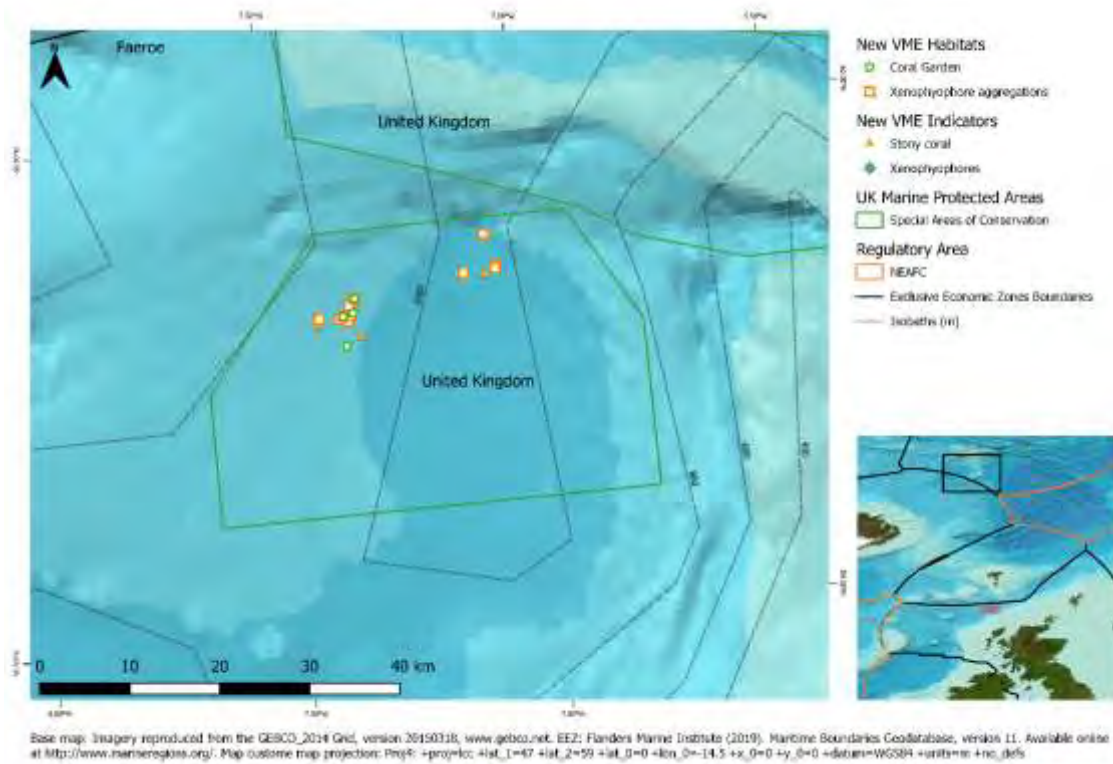 Faeroe
N
United Kingdom
United Kingdom
0 10 20 30 40 km
New VME Habitats
Coral Garden
Xenophyophore aggregations
New VME Indicators
Stony coral
Xenophyophores
UK Marine Protected Areas
Special Areas of Conservation
Regulatory Area
NEAFC
Exclusive Economic Zones Boundaries
Isobaths (m)
Base map: Imagery reproduced from the GEBCO_2014 Grid, version 20150318, www.gebco.net. EEZ: Flanders Marine Institute (2019). Maritime Boundaries Geodatabase, version 11. Available online
at http://www.marineregions.org/. Map custome map projection: Proj4: +proj=lcc +lat_1=47 +lat_2=59 +lat_0=0 +lon_0=-14.5 +x_0=0 +y_0=0 +datum=WGS84 +units=m +no_defs